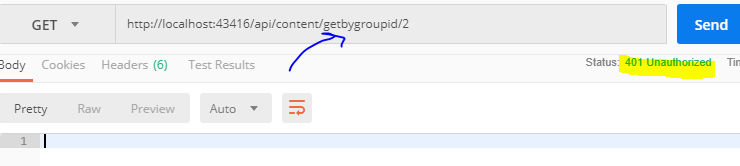 GET http://localhost:43416/api/content/getbygroupid/2 Send
Body Cookies Headers (6) Test Results Status: 401 Unauthorized Tin
Pretty Raw Preview Auto
1